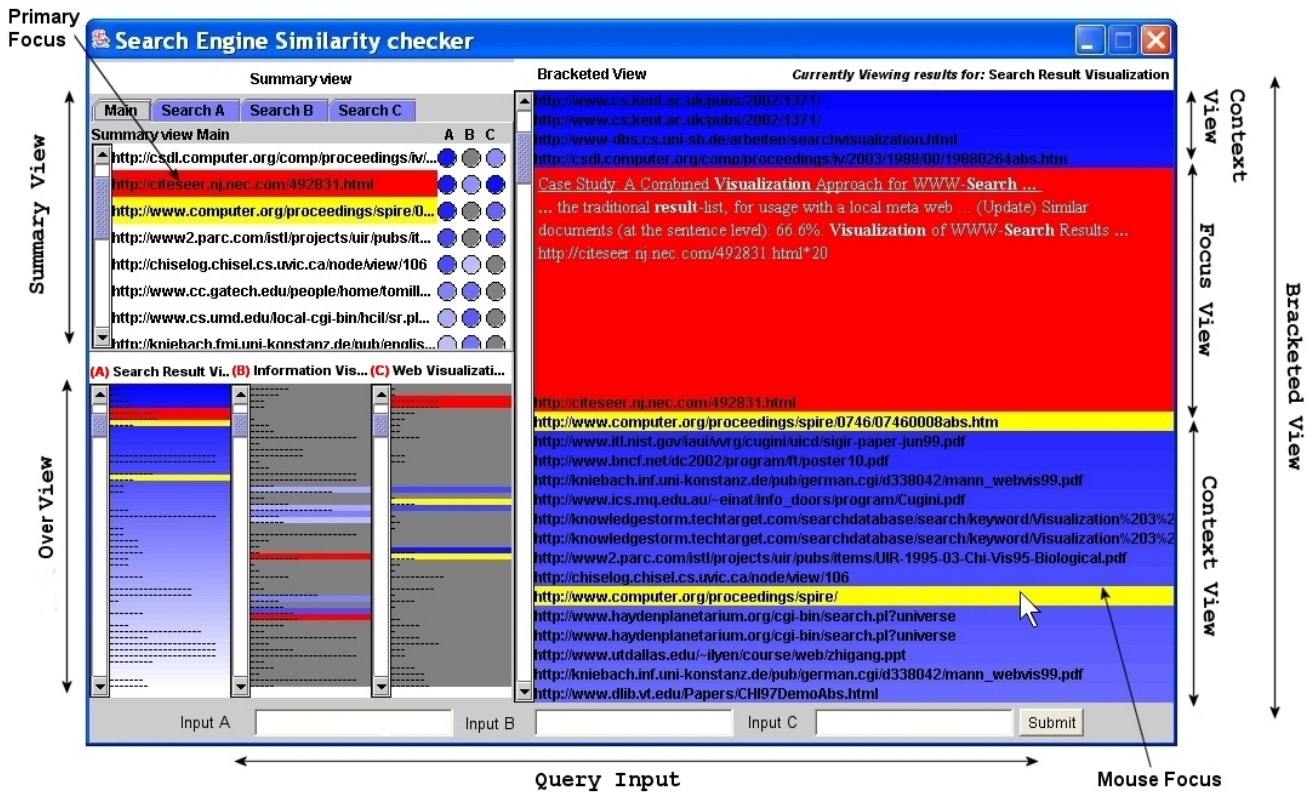 Primary
Focus
Search Engine Similarity checker
Summary view
Main
Search A
Search B
Search C
Summary view Main
A B C
http://csdl.computer.org/comp/proceedings/iv/...
http://citeseer.nj.nec.com/492831.html
http://www.computer.org/proceedings/spire/0...
http://www2.parc.com/istl/projects/uir/pubs/it...
http://chiselog.chisel.cs.uvic.ca/node/view/106
http://www.cc.gatech.edu/people/home/tomill...
http://www.cs.umd.edu/local-cgi-bin/hcil/sr.pl...
http://kniebach.fmi.uni-konstanz.de/pub/englis...
(A) Search Result Vi..
(B) Information Vis...
(C) Web Visualizati...
Bracketed View
Currently Viewing results for: Search Result Visualization
http://www.cs.kent.ac.uk/pubs/2002/1371/
http://www.cs.kent.ac.uk/pubs/2002/1371/
http://www-dbs.cs.uni-sb.de/arbeiten/searchvisualization.html
http://csdl.computer.org/comp/proceedings/iv/2003/1988/00/19880264abs.htm
Case Study: A Combined Visualization Approach for WWW-Search ...
... the traditional result-list, for usage with a local meta web ... (Update) Similar
documents (at the sentence level): 66.6%: Visualization of WWW-Search Results ...
http://citeseer.nj.nec.com/492831.html*20
http://citeseer.nj.nec.com/492831.html
http://www.computer.org/proceedings/spire/0746/07460008abs.htm
http://www.itl.nist.gov/iaui/vvrg/cugini/uicd/sigir-paper-jun99.pdf
http://www.bncf.net/dc2002/program/ft/poster10.pdf
http://kniebach.inf.uni-konstanz.de/pub/german.cgi/d338042/mann_webvis99.pdf
http://www.ics.mq.edu.au/~einat/info_doors/program/Cugini.pdf
http://knowledgestorm.techtarget.com/searchdatabase/search/keyword/Visualization%203%2
http://knowledgestorm.techtarget.com/searchdatabase/search/keyword/Visualization%203%2
http://www2.parc.com/istl/projects/uir/pubs/items/UIR-1995-03-Chi-Vis95-Biological.pdf
http://chiselog.chisel.cs.uvic.ca/node/view/106
http://www.computer.org/proceedings/spire/
http://www.haydenplanetarium.org/cgi-bin/search.pl?universe
http://www.haydenplanetarium.org/cgi-bin/search.pl?universe
http://www.utdallas.edu/~ilyen/course/web/zhigang.ppt
http://kniebach.inf.uni-konstanz.de/pub/german.cgi/d338042/mann_webvis99.pdf
http://www.dlib.vt.edu/Papers/CHI97DemoAbs.html
Input A
Input B
Input C
Submit
Summary View
Over View
Context
View
Focus View
Context View
Bracketed View
Query Input
Mouse Focus